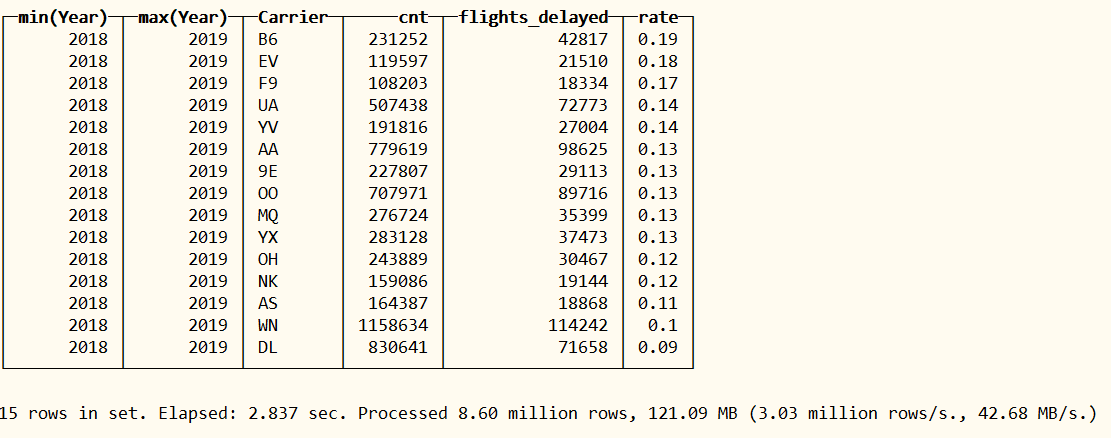 min(Year) max(Year) Carrier cnt flights_delayed rate
2018 2019 B6 231252 42817 0.19
2018 2019 EV 119597 21510 0.18
2018 2019 F9 108203 18334 0.17
2018 2019 UA 507438 72773 0.14
2018 2019 YV 191816 27004 0.14
2018 2019 AA 779619 98625 0.13
2018 2019 9E 227807 29113 0.13
2018 2019 OO 707971 89716 0.13
2018 2019 MQ 276724 35399 0.13
2018 2019 YX 283128 37473 0.13
2018 2019 OH 243889 30467 0.12
2018 2019 NK 159086 19144 0.12
2018 2019 AS 164387 18868 0.11
2018 2019 WN 1158634 114242 0.1
2018 2019 DL 830641 71658 0.09
15 rows in set. Elapsed: 2.837 sec. Processed 8.60 million rows, 121.09 MB (3.03 million rows/s., 42.68 MB/s.)